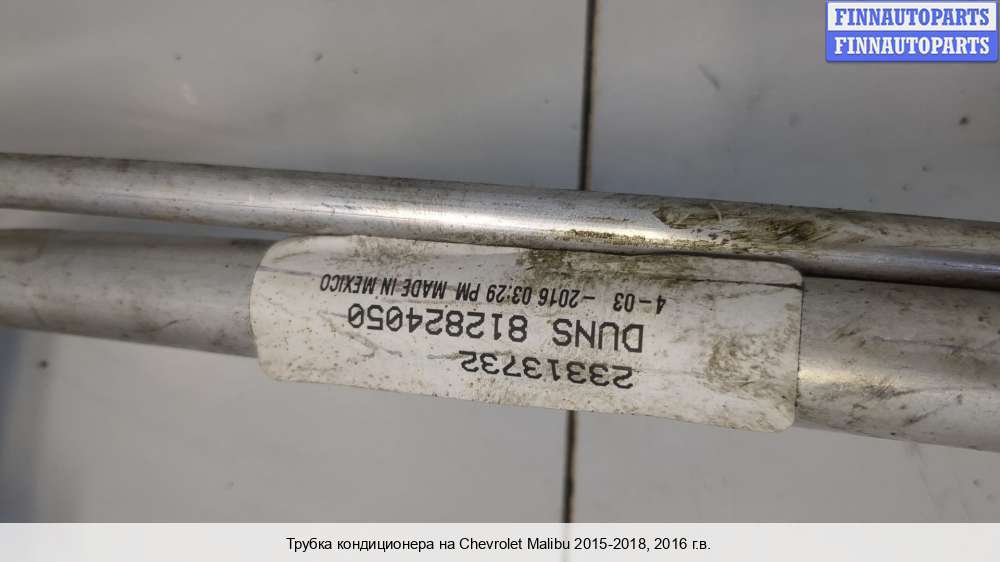 FINNAUTOPARTS
FINNAUTOPARTS
23313732
DUNS 812824050
4-03 -2016 03:29 PM MADE IN MEXICO
Трубка кондиционера на Chevrolet Malibu 2015-2018, 2016 г.в.